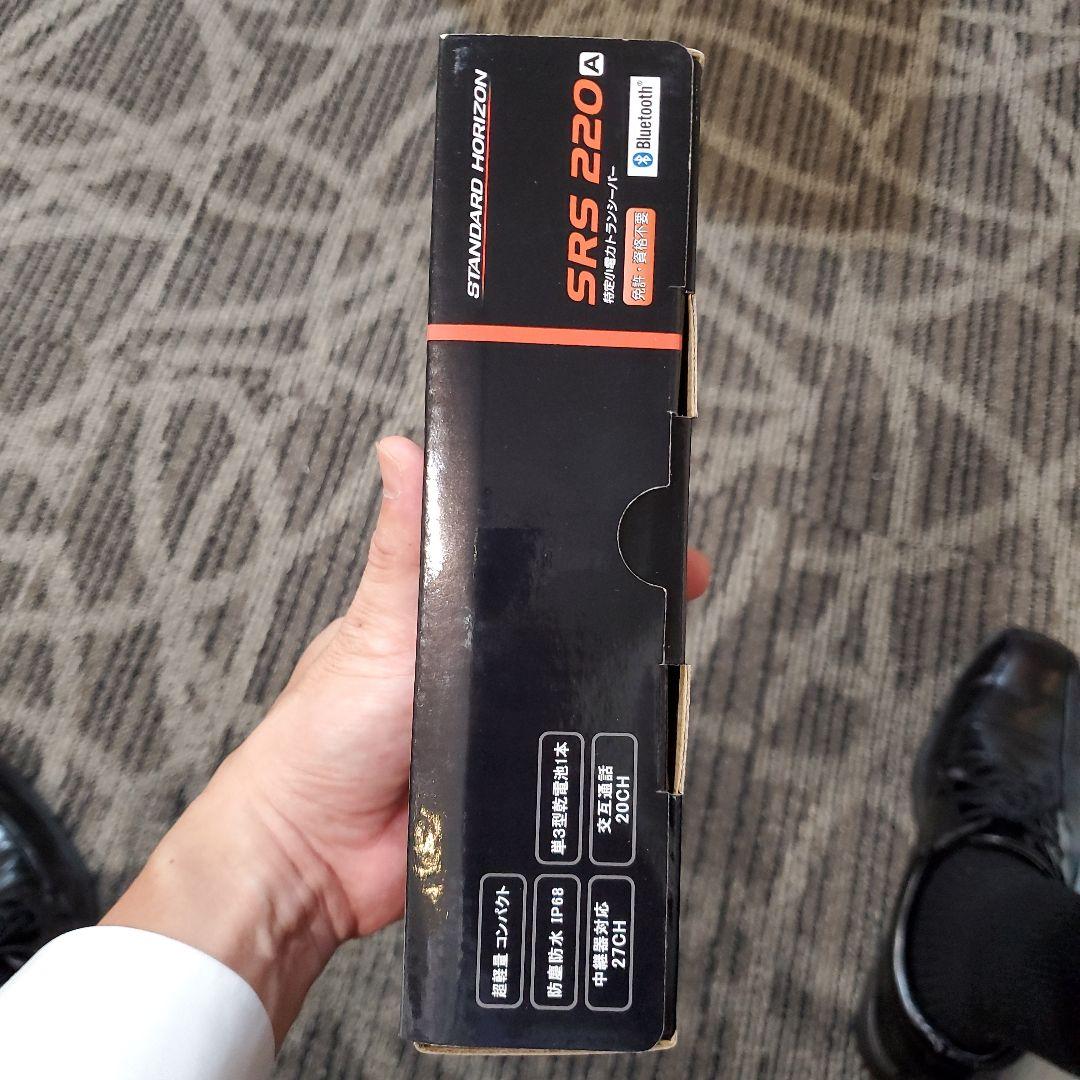 STANDARD HORIZON
SRS 220 A
特定小電力トランシーバー
免許・資格不要
Bluetooth®
超軽量 コンパクト
防塵防水 IP68
単3型乾電池1本
中継器対応
27CH
交互通話
20CH